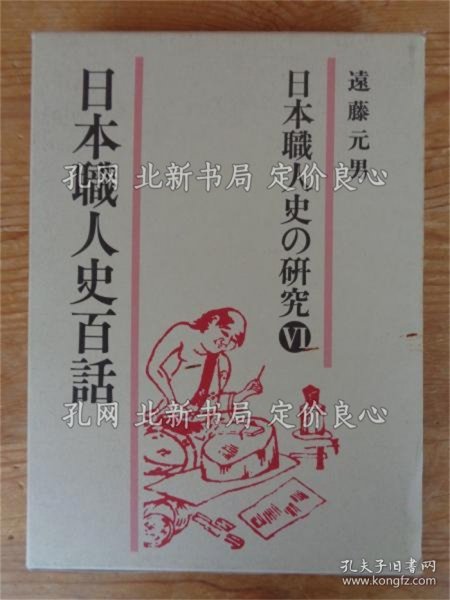 遠藤元男
日本職人史の研究Ⅵ
日本職人史百話
孔网 北新书局 定价良心
孔网 北新书局 定价良心
孔夫子旧书网
www.kongfz.com